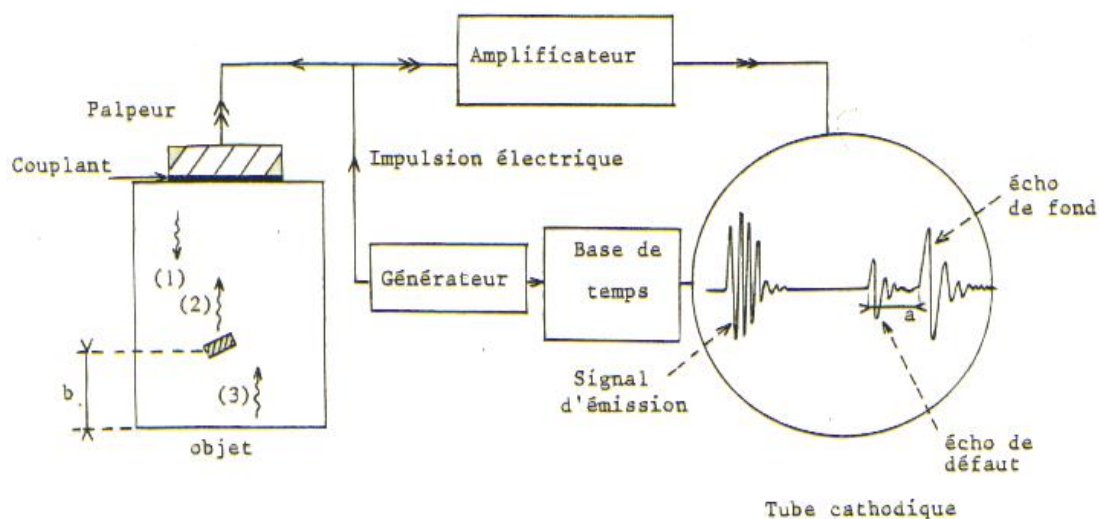 Amplificateur
Palpeur
Couplant
Impulsion électrique
écho
de fond
(1)
(2)
Générateur
Base de
temps
a
b
(3)
Signal
d'émission
objet
écho de
défaut
Tube cathodique